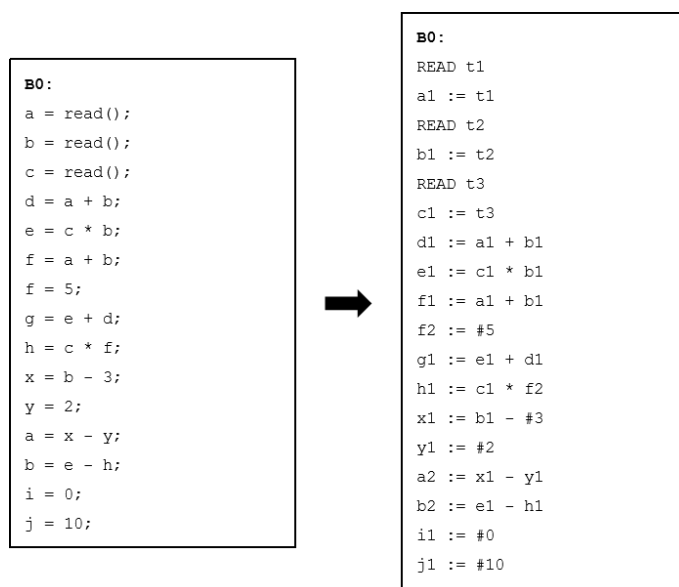 B0:
a = read();
b = read();
c = read();
d = a + b;
e = c * b;
f = a + b;
f = 5;
g = e + d;
h = c * f;
x = b – 3;
y = 2;
a = x – y;
b = e – h;
i = 0;
j = 10;
B0:
READ t1
a1 := t1
READ t2
b1 := t2
READ t3
c1 := t3
d1 := a1 + b1
e1 := c1 * b1
f1 := a1 + b1
f2 := #5
g1 := e1 + d1
h1 := c1 * f2
x1 := b1 – #3
y1 := #2
a2 := x1 – y1
b2 := e1 – h1
i1 := #0
j1 := #10